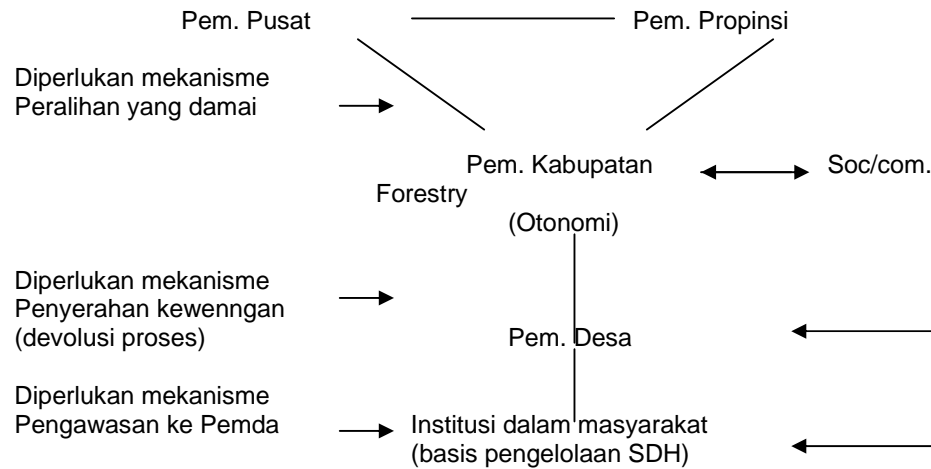 Pem. Pusat Pem. Propinsi
Diperlukan mekanisme
Peralihan yang damai
Pem. Kabupatan Soc/com.
Forestry
(Otonomi)
Diperlukan mekanisme
Penyerahan kewenngan
(devolusi proses)
Pem. Desa
Diperlukan mekanisme
Pengawasan ke Pemda
Institusi dalam masyarakat
(basis pengelolaan SDH)